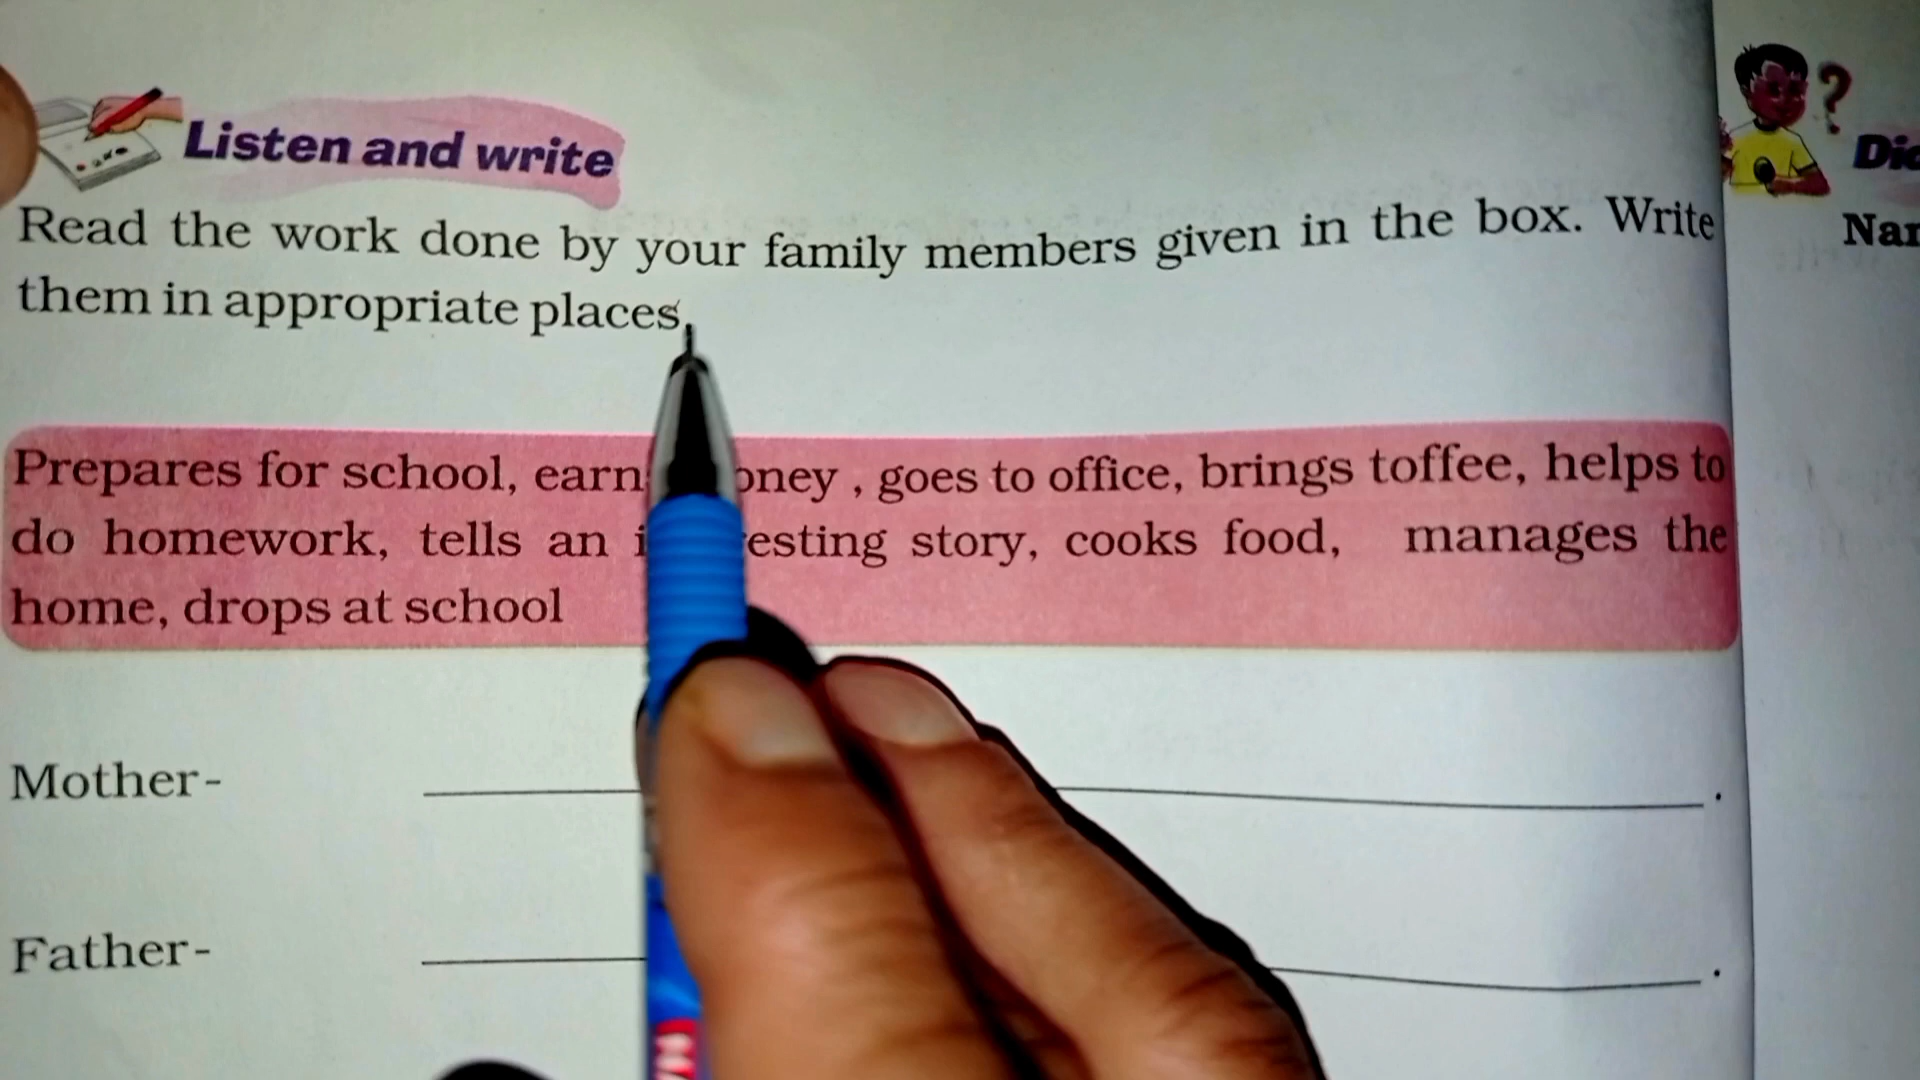 Listen and write
Read the work done by your family members given in the box. Write
them in appropriate places.
Prepares for school, earn oney , goes to office, brings toffee, helps to
do homework, tells an i esting story, cooks food, manages the
home, drops at school
Mother- .
Father- .
Nar